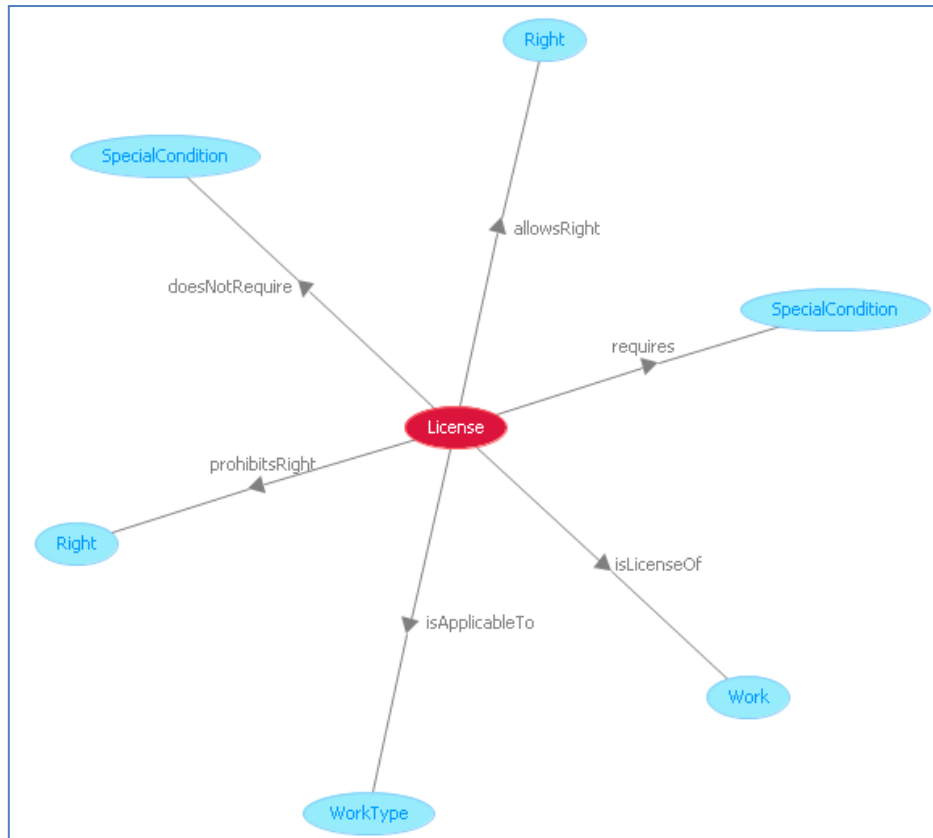 Right
SpecialCondition
allowsRight
doesNotRequire
SpecialCondition
requires
License
prohibitsRight
Right
isLicenseOf
isApplicableTo
Work
WorkType